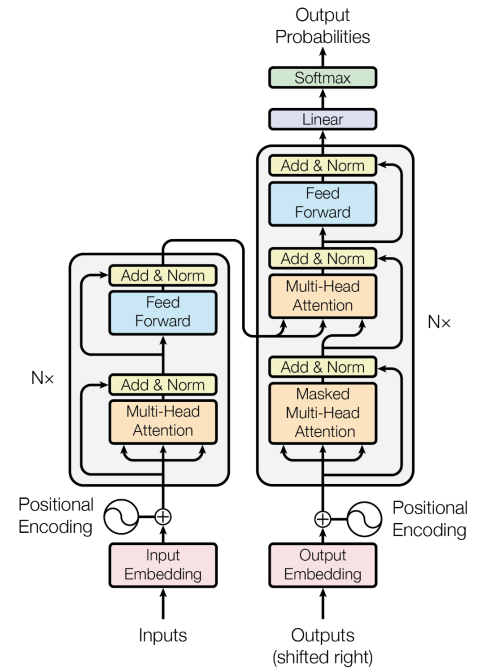 Output
Probabilities
Softmax
Linear
Add & Norm
Feed
Forward
Add & Norm
Multi-Head
Attention
Add & Norm
Masked
Multi-Head
Attention
N×
Add & Norm
Feed
Forward
Add & Norm
Multi-Head
Attention
N×
Positional
Encoding
Positional
Encoding
Input
Embedding
Output
Embedding
Inputs
Outputs
(shifted right)